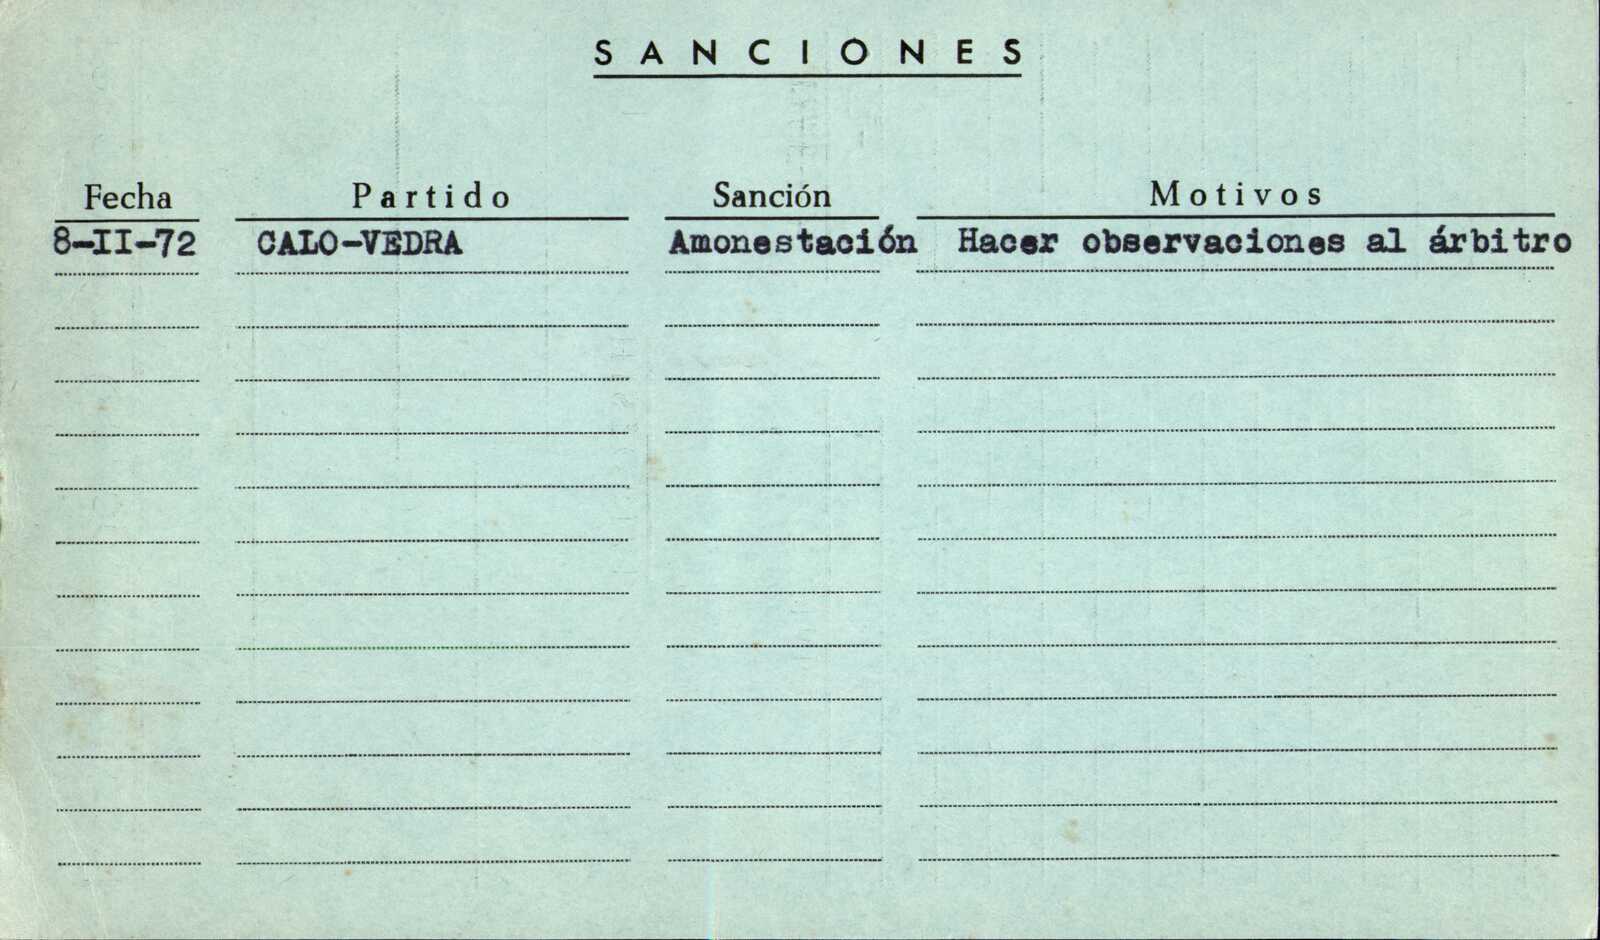 SANCIONES
Fecha Partido Sanción Motivos
8-II-72 CALO-VEDRA Amonestación Hacer observaciones al árbitro